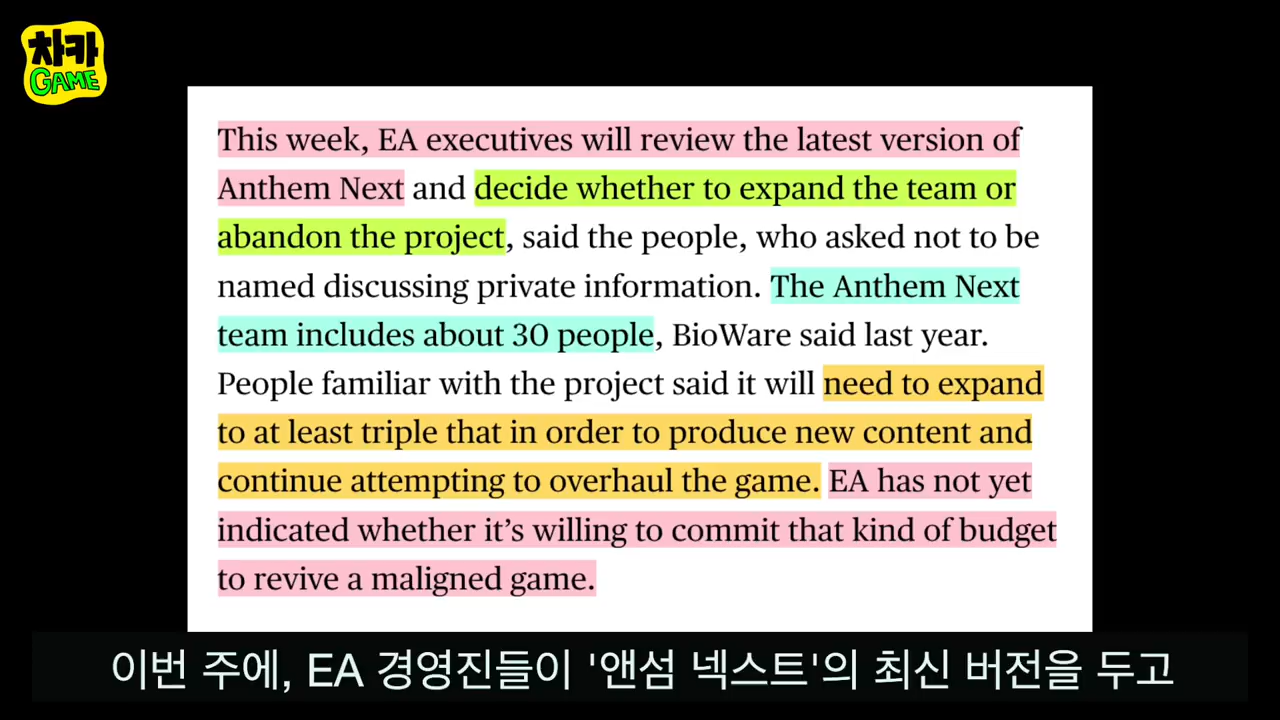 차카
GAME
This week, EA executives will review the latest version of
Anthem Next and decide whether to expand the team or
abandon the project, said the people, who asked not to be
named discussing private information. The Anthem Next
team includes about 30 people, BioWare said last year.
People familiar with the project said it will need to expand
to at least triple that in order to produce new content and
continue attempting to overhaul the game. EA has not yet
indicated whether it’s willing to commit that kind of budget
to revive a maligned game.
이번 주에, EA 경영진들이 '앤섬 넥스트'의 최신 버전을 두고